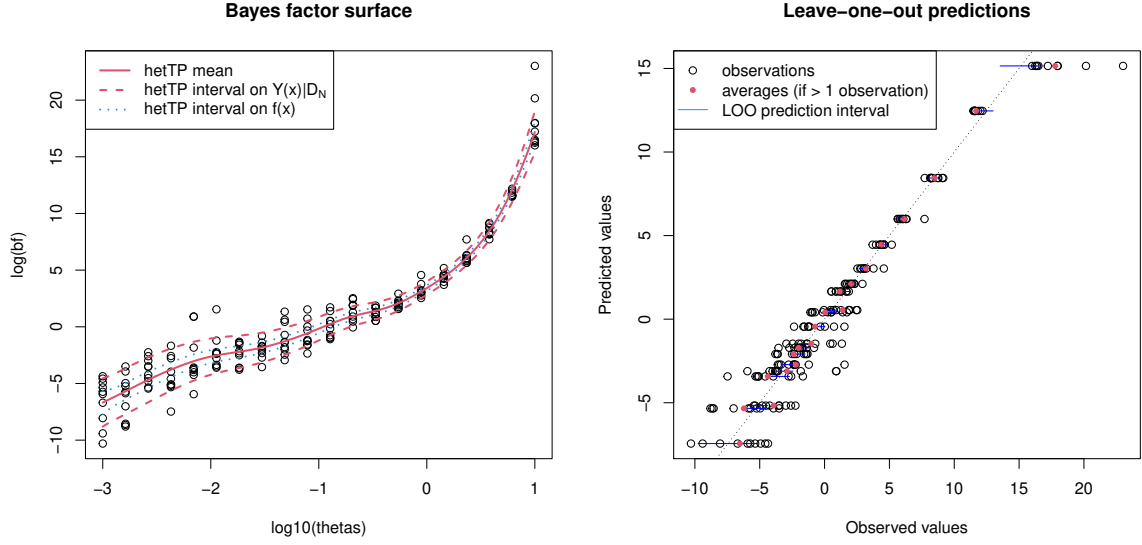 Bayes factor surface
hetTP mean
hetTP interval on Y(x)|D_N
hetTP interval on f(x)
log(bf)
20
15
10
5
0
−5
−10
−3
−2
−1
0
1
log10(thetas)
Leave−one−out predictions
observations
averages (if > 1 observation)
LOO prediction interval
Predicted values
15
10
5
0
−5
−10
−5
0
5
10
15
20
Observed values